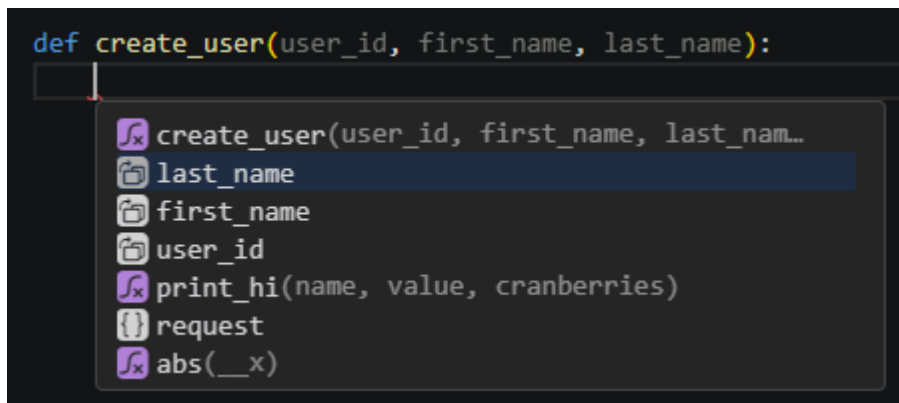 def create_user(user_id, first_name, last_name):
create_user(user_id, first_name, last_nam…
last_name
first_name
user_id
print_hi(name, value, cranberries)
{} request
abs(__x)